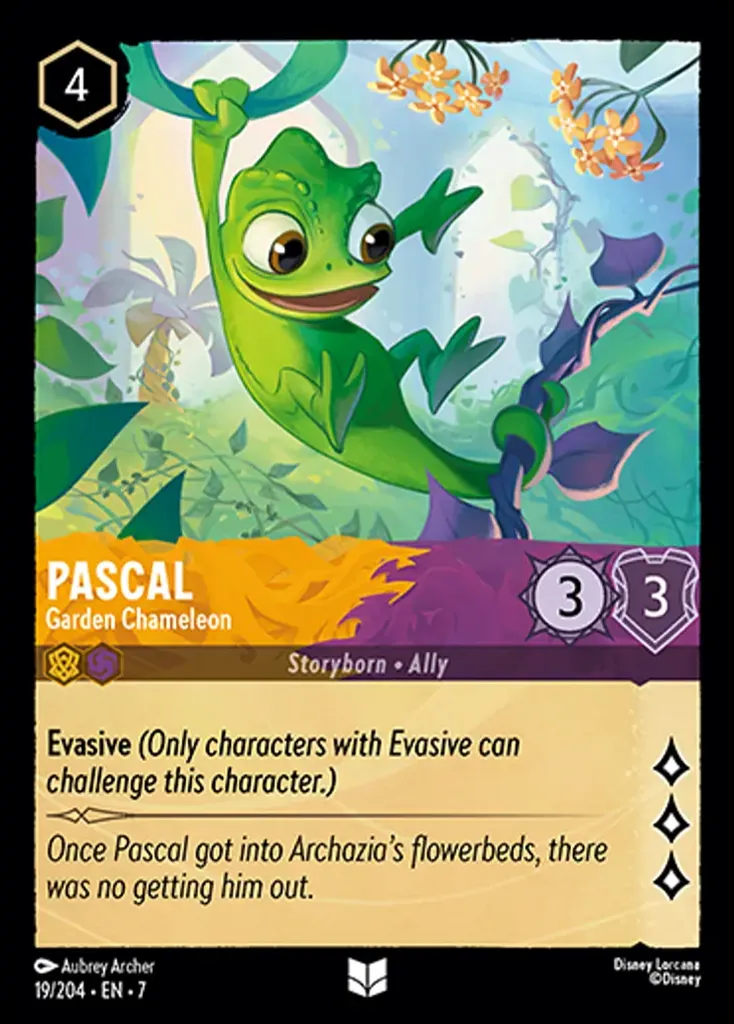 4
PASCAL
Garden Chameleon
3
3
Storyborn • Ally
Evasive (Only characters with Evasive can
challenge this character.)
Once Pascal got into Archazia's flowerbeds, there
was no getting him out.
Aubrey Archer
19/204 • EN • 7
Disney Lorcana
©Disney